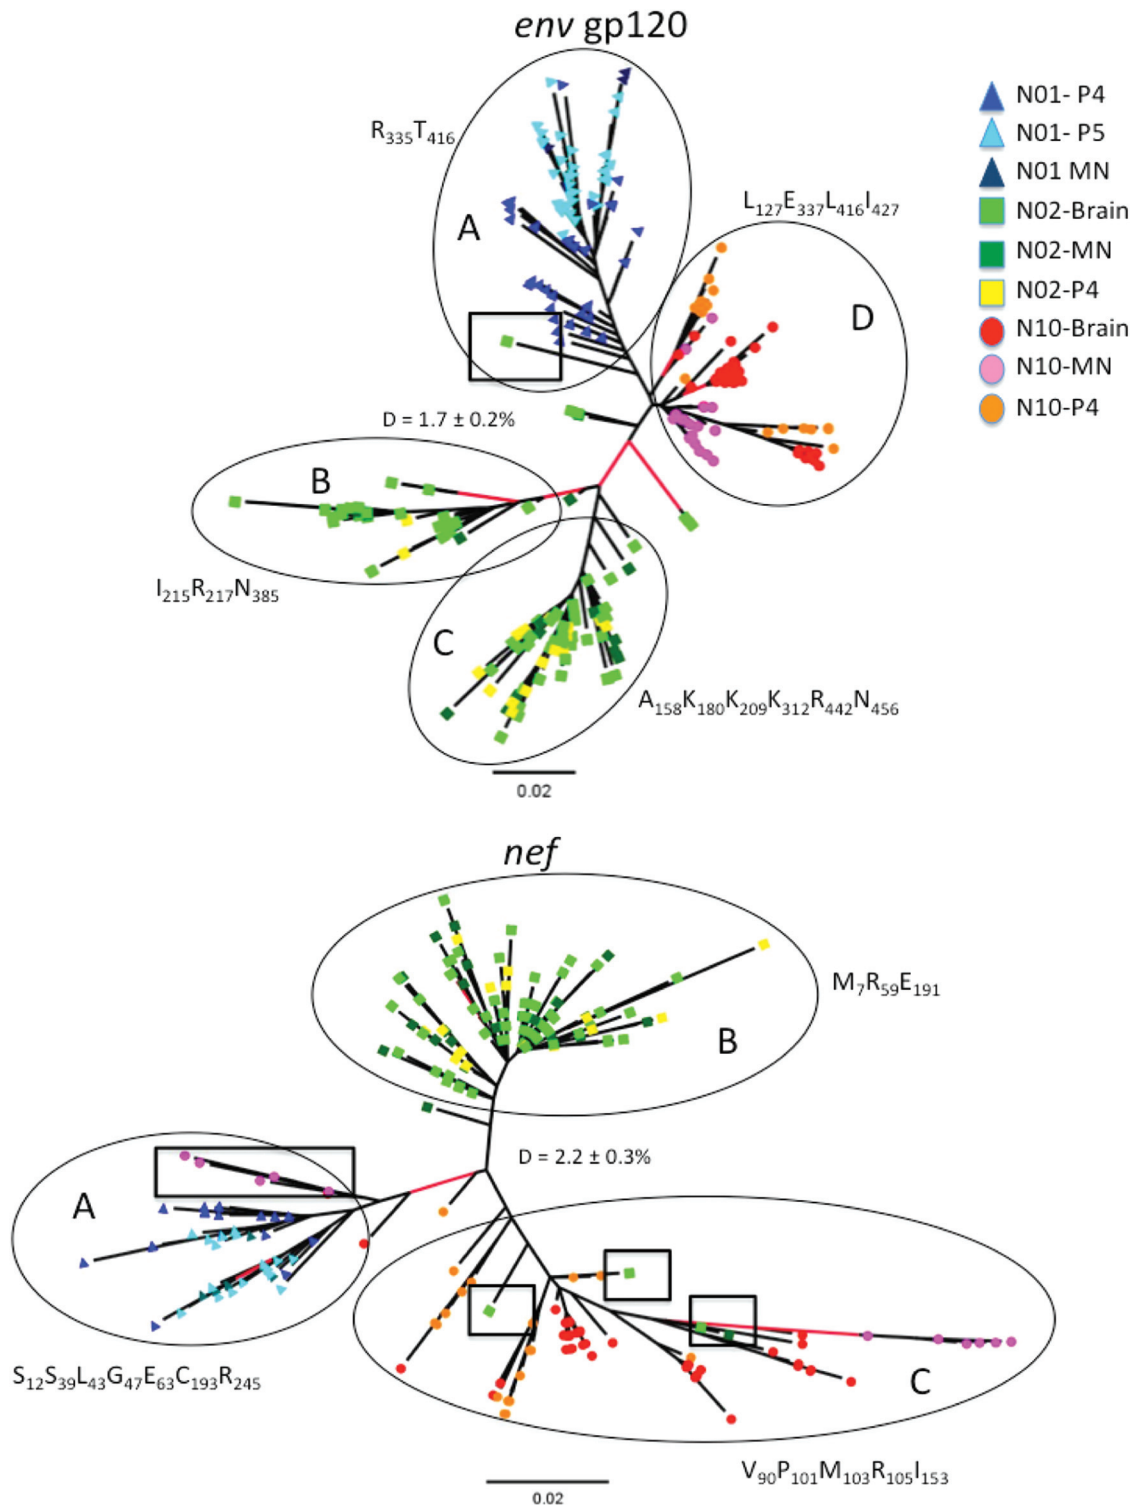 env gp120
N01- P4
N01- P5
N01 MN
N02-Brain
N02-MN
N02-P4
N10-Brain
N10-MN
N10-P4
R335T416
A
L127E337L416I427
D
D = 1.7 ± 0.2%
B
I215R217N385
C
A158K180K209K312R442N456
0.02
nef
M7R59E191
B
D = 2.2 ± 0.3%
A
S12S39L43G47E63C193R245
C
V90P101M103R105I153
0.02